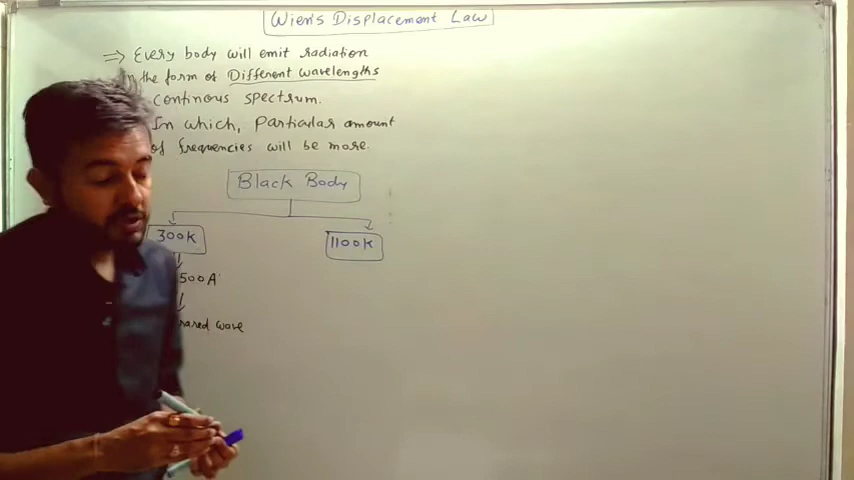 Wien's Displacement Law
⇒ Every body will emit radiation
the form of Different wavelengths
continous spectrum.
In which, Particular amount
of frequencies will be more.
Black Body
300K 1100K
500A°
wave